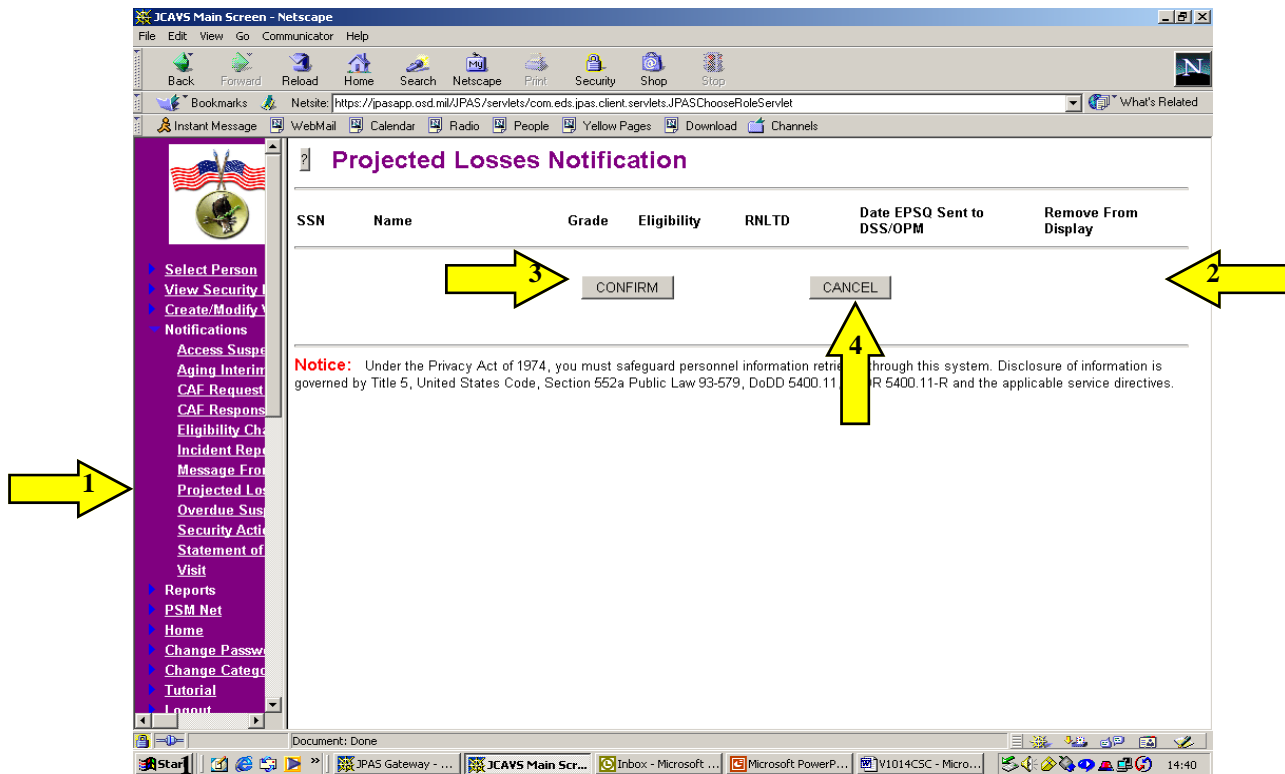 JCAVS Main Screen - Netscape
File Edit View Go Communicator Help
Back Forward Reload Home Search Netscape Print Security Shop Stop
My
N
Bookmarks Netsite: https://jpasapp.osd.mil/JPAS/servlets/com.eds.jpas.client.servlets.JPASChooseRoleServlet What's Related
Instant Message WebMail Calendar Radio People Yellow Pages Download Channels
? Projected Losses Notification
SSN Name Grade Eligibility RNLTD Date EPSQ Sent to DSS/OPM Remove From Display
3 CONFIRM CANCEL 2
4
Notice: Under the Privacy Act of 1974, you must safeguard personnel information through this system. Disclosure of information is
governed by Title 5, United States Code, Section 552a Public Law 93-579, DoDD 5400.11, 5400.11-R and the applicable service directives.
Select Person
View Security
Create/Modify
Notifications
Access Suspe
Aging Interim
CAF Request
CAF Respons
Eligibility Cha
Incident Repo
Message From
1 Projected Los
Overdue Susp
Security Actio
Statement of
Visit
Reports
PSM Net
Home
Change Passw
Change Catego
Tutorial
Logout
Document: Done
Start JPAS Gateway - ... JCAVS Main Scr... Inbox - Microsoft ... Microsoft PowerP... V1014CSC - Micro... 14:40